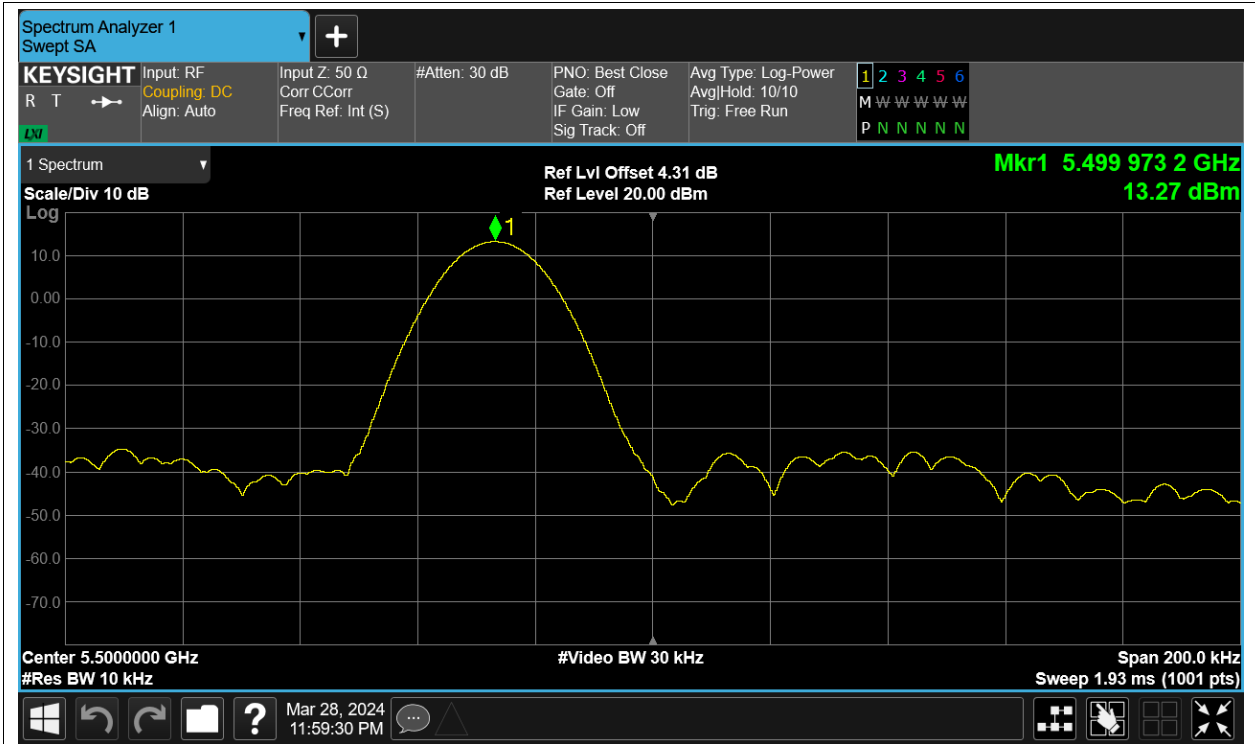 Spectrum Analyzer 1
Swept SA
+
KEYSIGHT
R T
LXI
Input: RF
Coupling: DC
Align: Auto
Input Z: 50 Ω
Corr CCorr
Freq Ref: Int (S)
#Atten: 30 dB
PNO: Best Close
Gate: Off
IF Gain: Low
Sig Track: Off
Avg Type: Log-Power
Avg|Hold: 10/10
Trig: Free Run
1 2 3 4 5 6
M W W W W W
P N N N N N
1 Spectrum
Scale/Div 10 dB
Log
Ref Lvl Offset 4.31 dB
Ref Level 20.00 dBm
Mkr1 5.499 973 2 GHz
13.27 dBm
1
10.0
0.00
-10.0
-20.0
-30.0
-40.0
-50.0
-60.0
-70.0
Center 5.5000000 GHz
#Res BW 10 kHz
#Video BW 30 kHz
Span 200.0 kHz
Sweep 1.93 ms (1001 pts)
?
Mar 28, 2024
11:59:30 PM